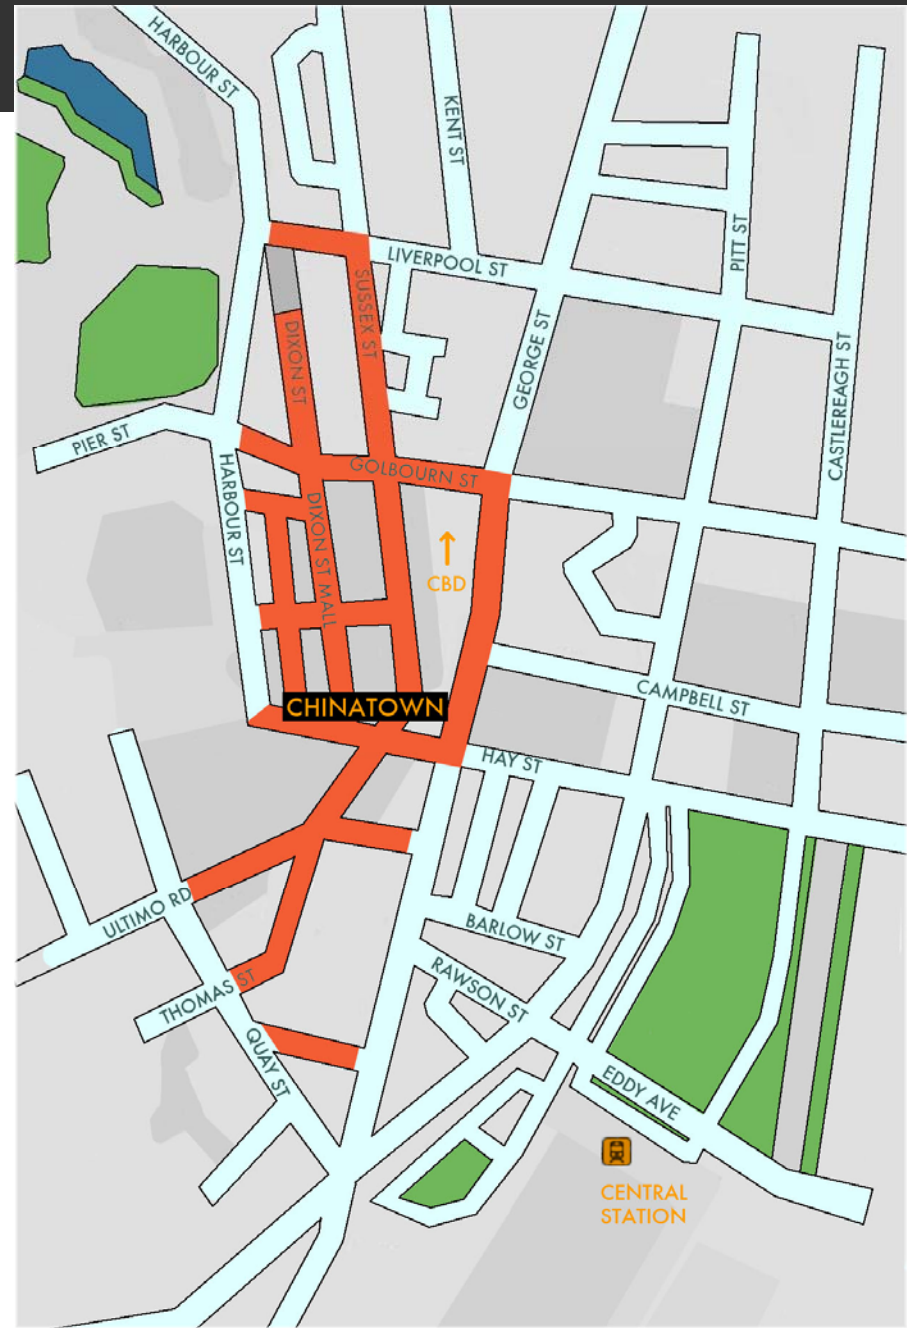 HARBOUR ST
KENT ST
PITT ST
LIVERPOOL ST
SUSSEX ST
DIXON ST
GEORGE ST
CASTLEREAGH ST
PIER ST
GOLBOURN ST
HARBOUR ST
DIXON ST MALL
CBD
CAMPBELL ST
CHINATOWN
HAY ST
ULTIMO RD
BARLOW ST
RAWSON ST
THOMAS ST
QUAY ST
EDDY AVE
CENTRAL
STATION